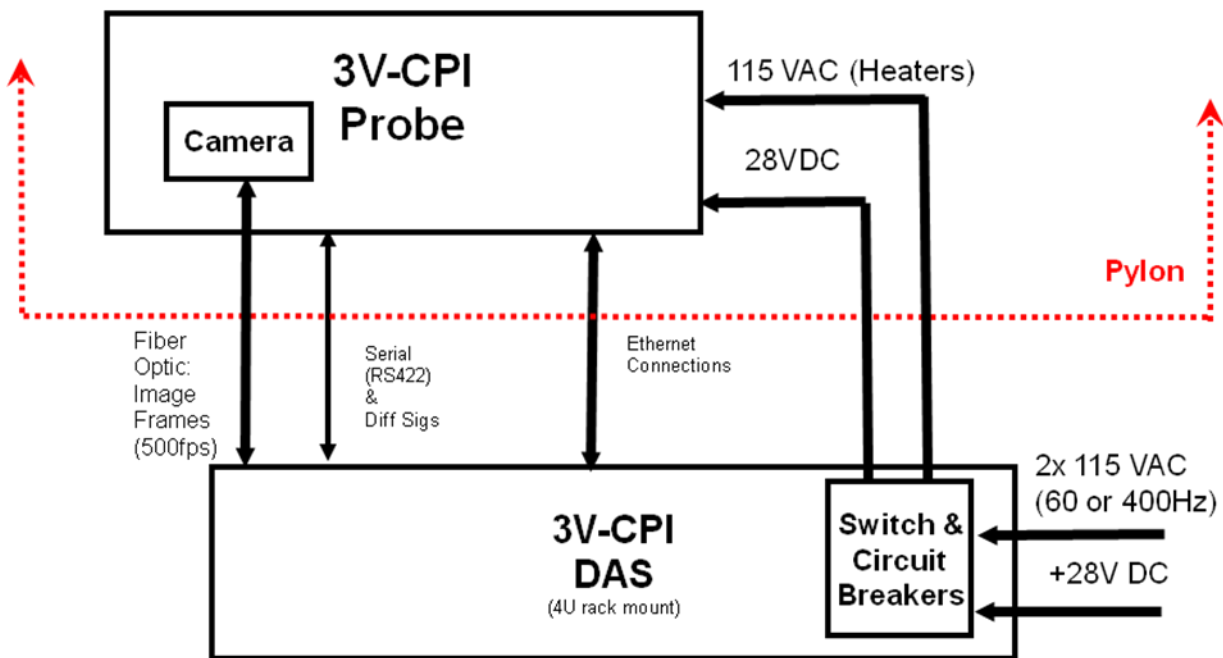 3V-CPI
Probe
Camera
115 VAC (Heaters)
28VDC
Pylon
Fiber
Optic:
Image
Frames
(500fps)
Serial
(RS422)
&
Diff Sigs
Ethernet
Connections
3V-CPI
DAS
(4U rack mount)
Switch &
Circuit
Breakers
2x 115 VAC
(60 or 400Hz)
+28V DC